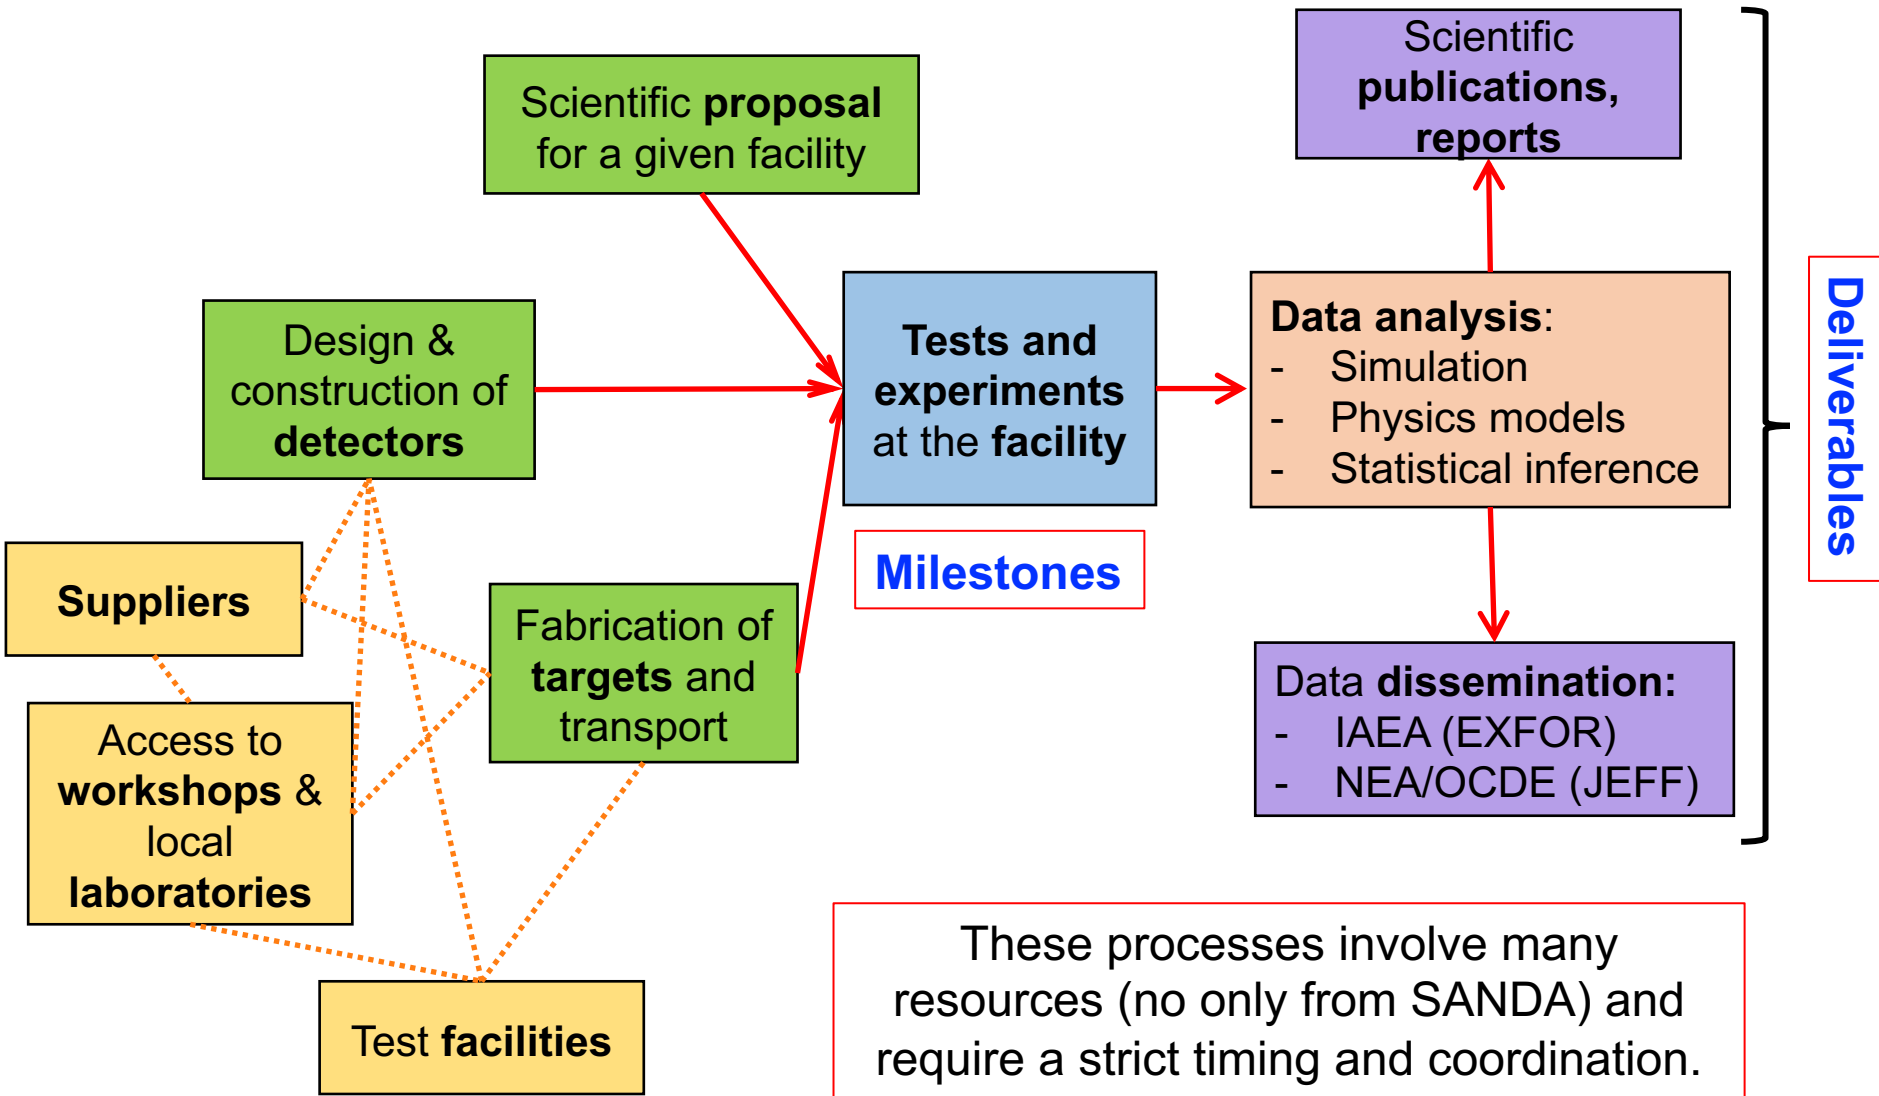 Scientific proposal
for a given facility
Scientific
publications,
reports
Design &
construction of
detectors
Tests and
experiments
at the facility
Data analysis:
- Simulation
- Physics models
- Statistical inference
Deliverables
Milestones
Suppliers
Fabrication of
targets and
transport
Access to
workshops &
local
laboratories
Data dissemination:
- IAEA (EXFOR)
- NEA/OCDE (JEFF)
Test facilities
These processes involve many
resources (no only from SANDA) and
require a strict timing and coordination.